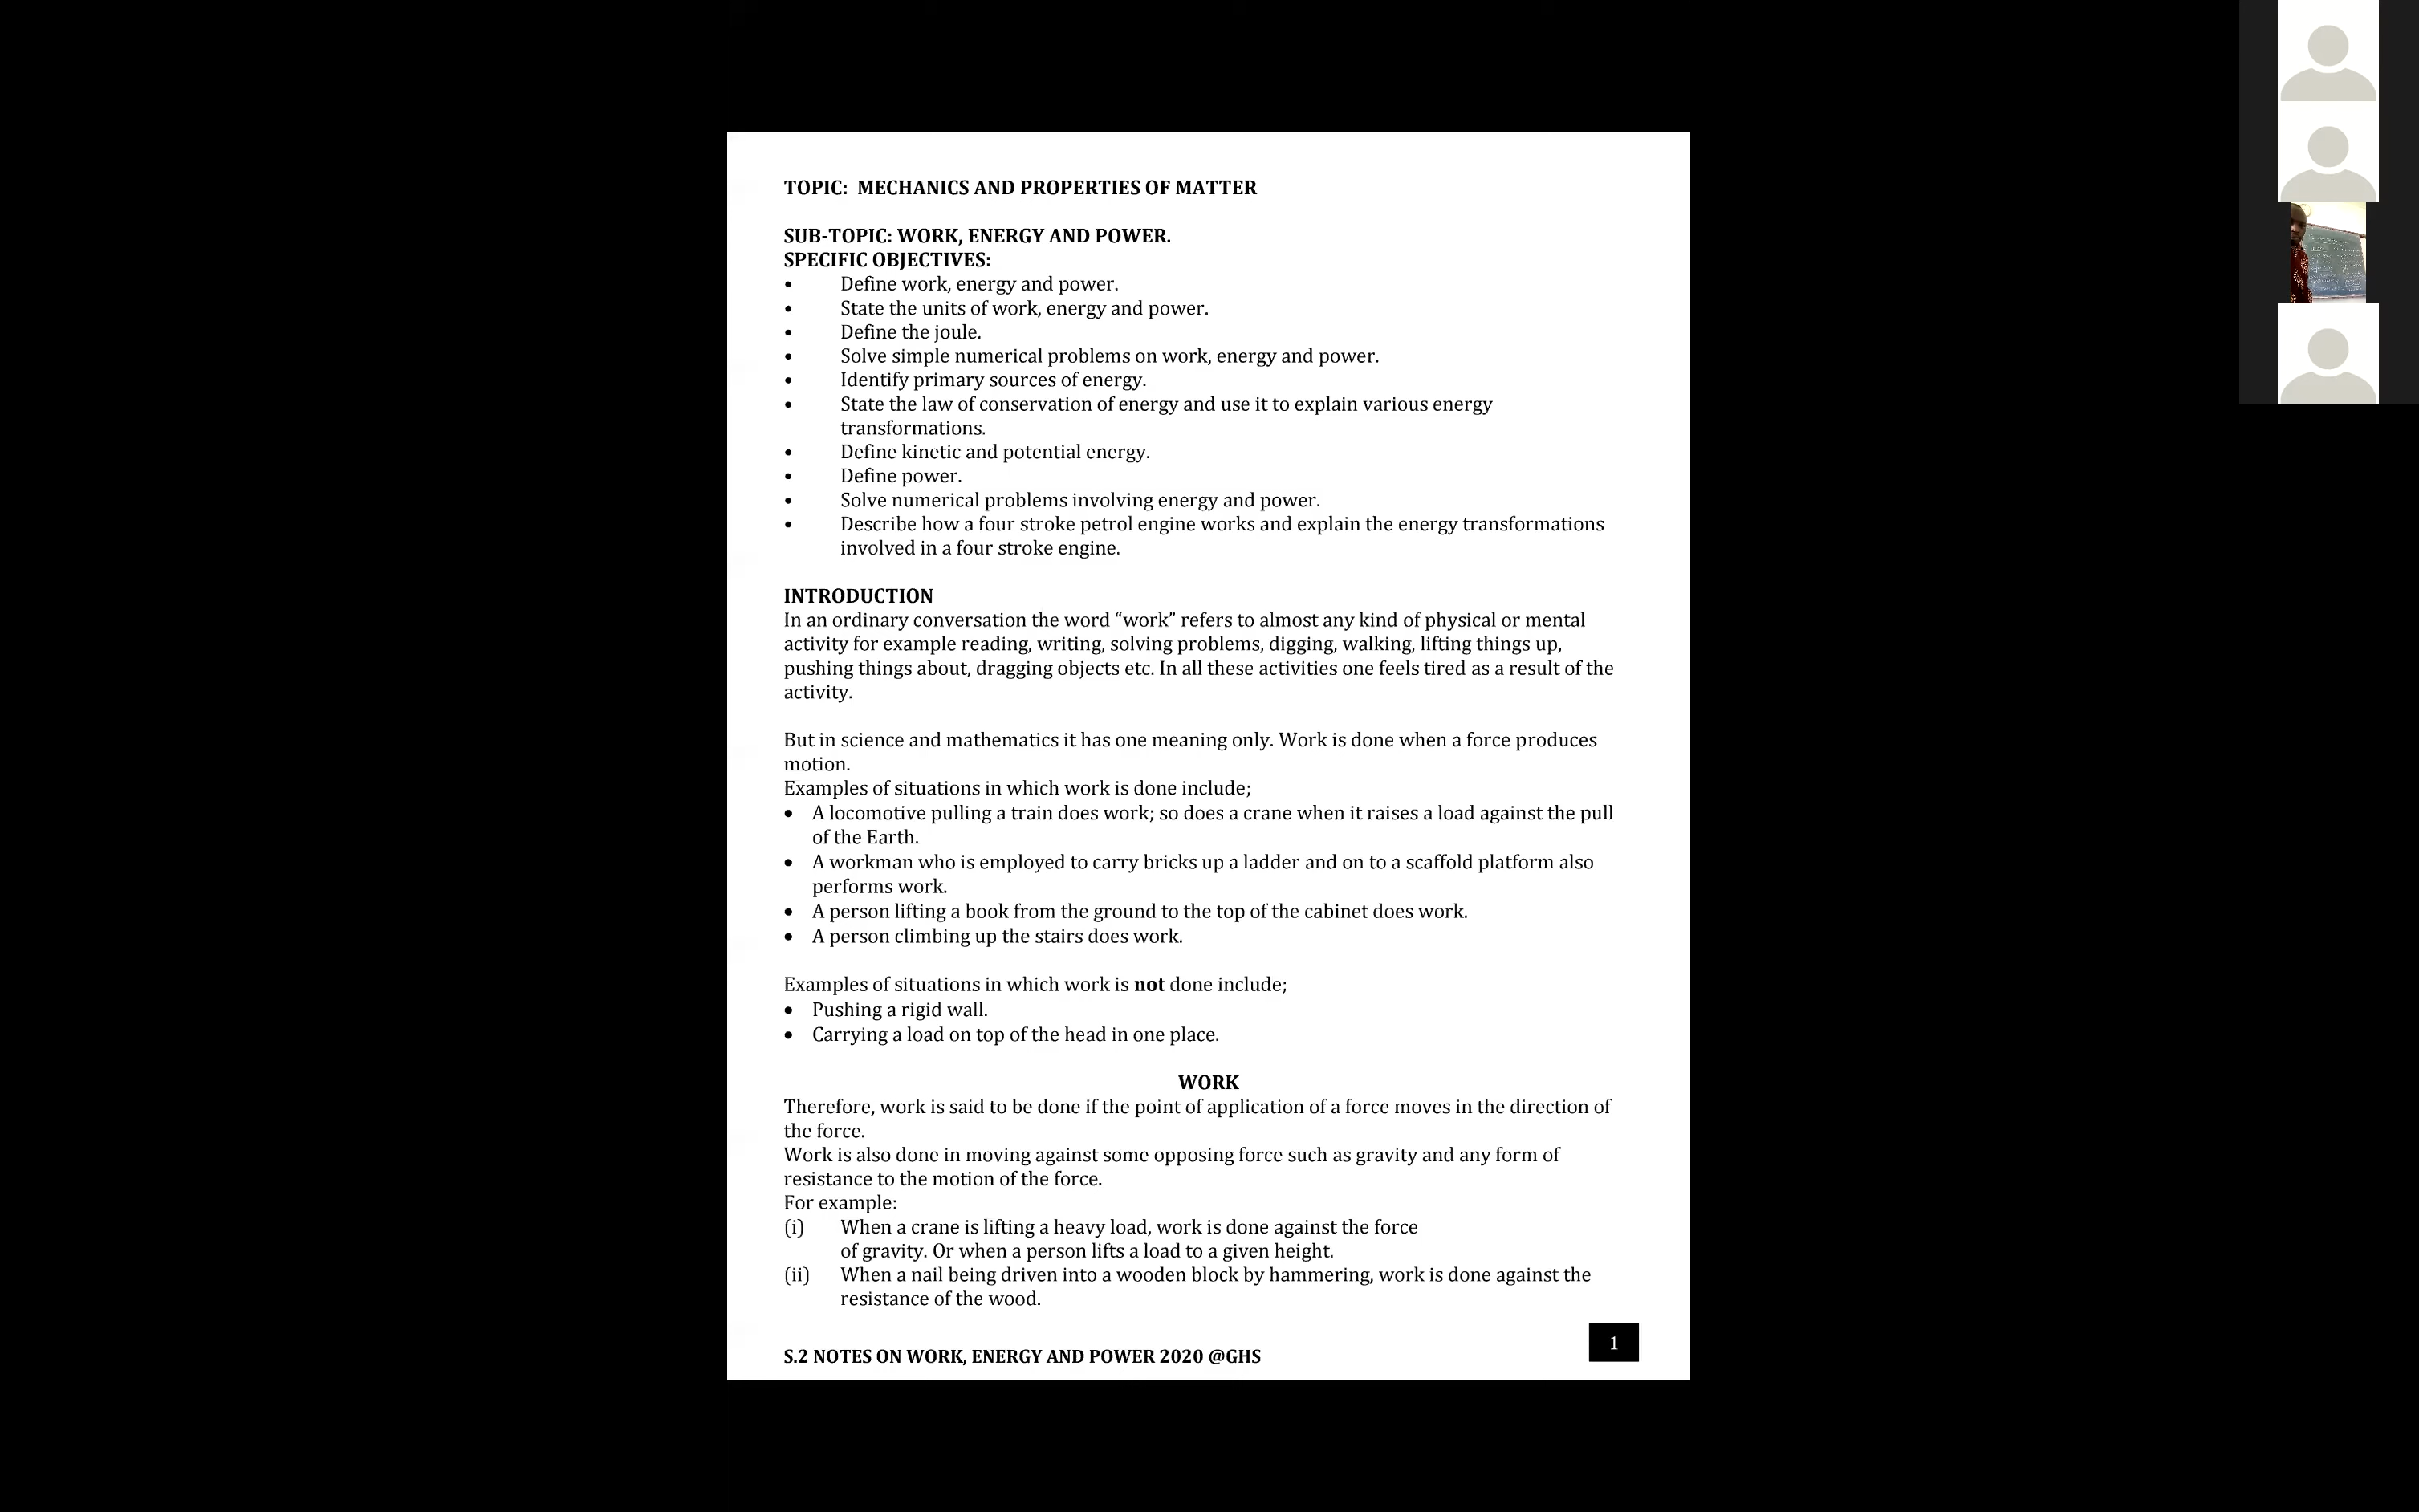 TOPIC:  MECHANICS AND PROPERTIES OF MATTER
SUB-TOPIC: WORK, ENERGY AND POWER.
SPECIFIC OBJECTIVES:
• Define work, energy and power.
• State the units of work, energy and power.
• Define the joule.
• Solve simple numerical problems on work, energy and power.
• Identify primary sources of energy.
• State the law of conservation of energy and use it to explain various energy
transformations.
• Define kinetic and potential energy.
• Define power.
• Solve numerical problems involving energy and power.
• Describe how a four stroke petrol engine works and explain the energy transformations
involved in a four stroke engine.
INTRODUCTION
In an ordinary conversation the word “work” refers to almost any kind of physical or mental
activity for example reading, writing, solving problems, digging, walking, lifting things up,
pushing things about, dragging objects etc. In all these activities one feels tired as a result of the
activity.
But in science and mathematics it has one meaning only. Work is done when a force produces
motion.
Examples of situations in which work is done include;
• A locomotive pulling a train does work; so does a crane when it raises a load against the pull
of the Earth.
• A workman who is employed to carry bricks up a ladder and on to a scaffold platform also
performs work.
• A person lifting a book from the ground to the top of the cabinet does work.
• A person climbing up the stairs does work.
Examples of situations in which work is not done include;
• Pushing a rigid wall.
• Carrying a load on top of the head in one place.
WORK
Therefore, work is said to be done if the point of application of a force moves in the direction of
the force.
Work is also done in moving against some opposing force such as gravity and any form of
resistance to the motion of the force.
For example:
(i) When a crane is lifting a heavy load, work is done against the force
of gravity. Or when a person lifts a load to a given height.
(ii) When a nail being driven into a wooden block by hammering, work is done against the
resistance of the wood.
1
S.2 NOTES ON WORK, ENERGY AND POWER 2020 @GHS